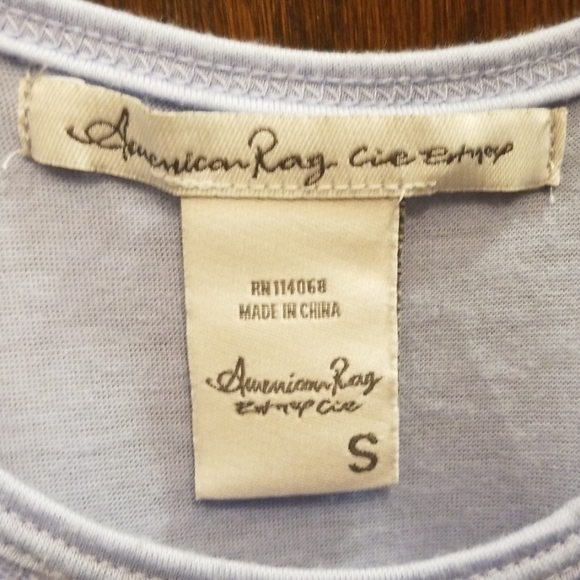 American Rag Cie
RN114068
MADE IN CHINA
American Rag
Cie
S